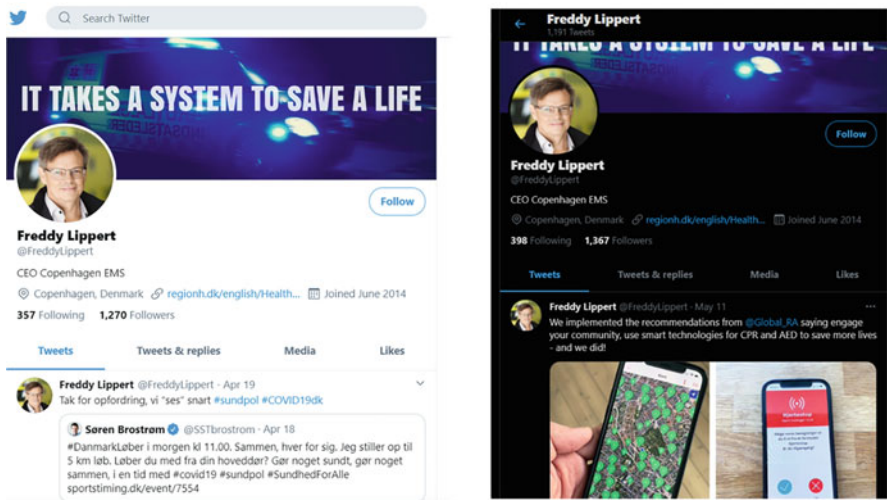 Search Twitter
IT TAKES A SYSTEM TO SAVE A LIFE
Follow
Freddy Lippert
@FreddyLippert
CEO Copenhagen EMS
Copenhagen, Denmark regionh.dk/english/Health... Joined June 2014
357 Following 1,270 Followers
Tweets Tweets & replies Media Likes
Freddy Lippert @FreddyLippert · Apr 19
Tak for opfordring, vi "ses" snart #sundpol #COVID19dk
Søren Brostrøm @SSTbrostrom · Apr 18
#DanmarkLøber i morgen kl 11.00. Sammen, hver for sig. Jeg stiller op til
5 km løb. Løber du med fra din hoveddør? Gør noget sundt, gør noget
sammen, i en tid med #covid19 #sundpol #SundhedForAlle
sportstiming.dk/event/7554
Freddy Lippert
1,191 Tweets
IT TAKES A SYSTEM TO SAVE A LIFE
Follow
Freddy Lippert
@FreddyLippert
CEO Copenhagen EMS
Copenhagen, Denmark regionh.dk/english/Health... Joined June 2014
398 Following 1,367 Followers
Tweets Tweets & replies Media Likes
Freddy Lippert @FreddyLippert · May 11
We implemented the recommendations from @Global_RA saying engage
your community, use smart technologies for CPR and AED to save more lives
- and we did!